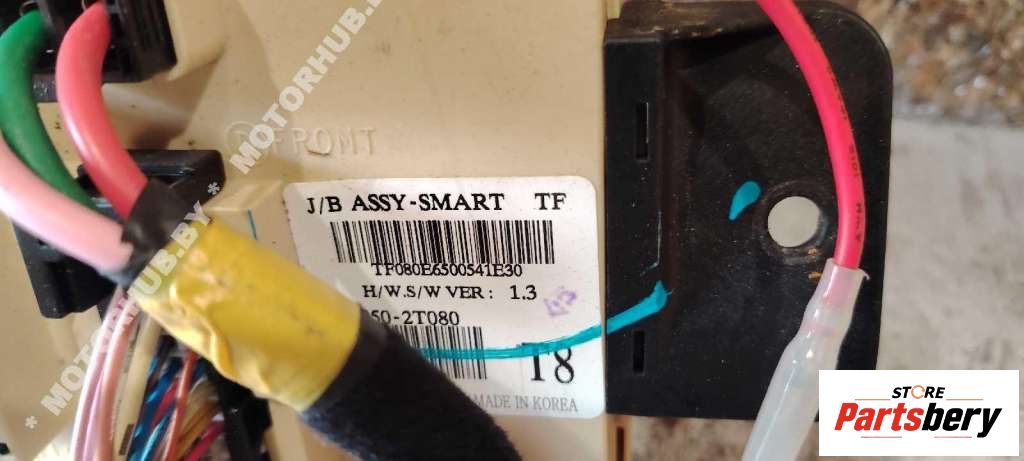 * MOTORHUB.BY * MOTORHUB.BY
FRONT
J/B ASSY-SMART TF
TF080E6500541E30
H/W.S/W VER : 1.3
50-2T080
T8
MADE IN KOREA
STORE
Partsbery